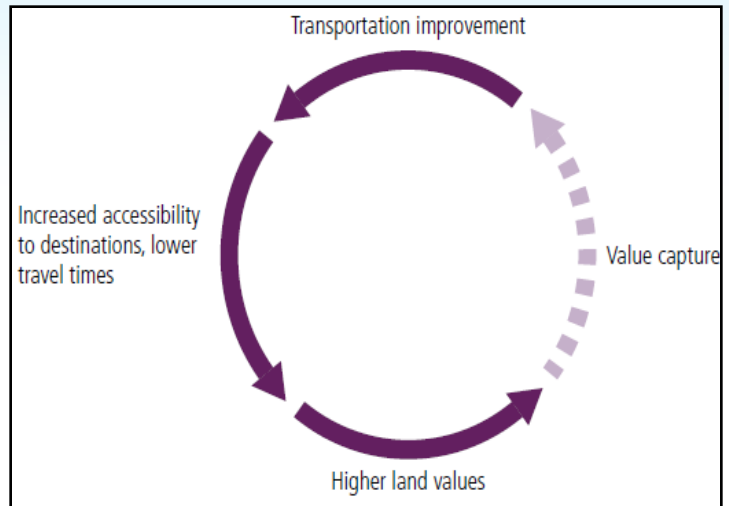 Transportation improvement
Increased accessibility
to destinations, lower
travel times
Value capture
Higher land values